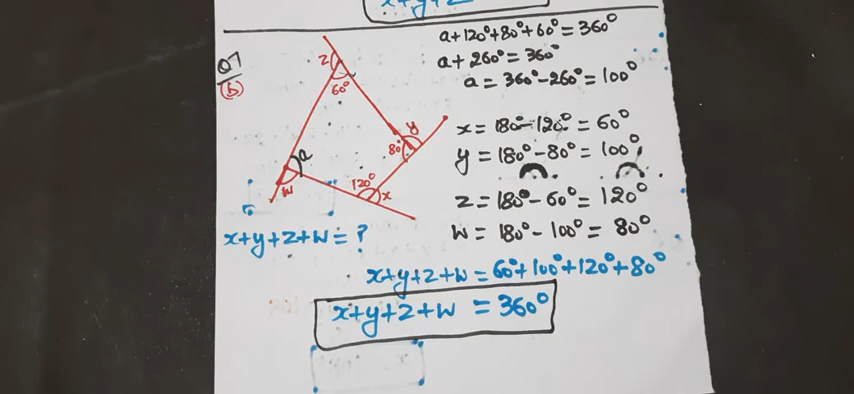 x+y+z
Q7
(b)
z
60°
y
80°
a
w
120°
x
x+y+z+w=?
a+120°+80°+60°=360°
a+260°=360°
a=360°-260°=100°
x=180°-120°=60°
y=180°-80°=100°
z=180°-60°=120°
w=180°-100°=80°
x+y+z+w=60°+100°+120°+80°
x+y+z+w=360°